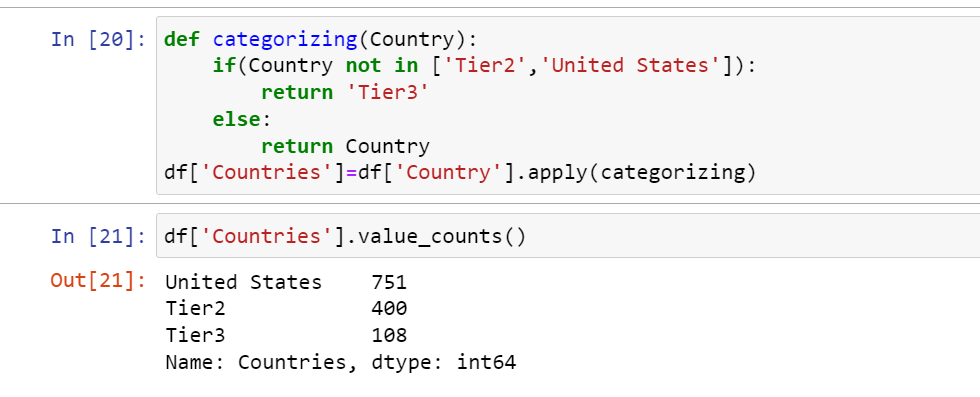 In [20]: def categorizing(Country):
    if(Country not in ['Tier2','United States']):
        return 'Tier3'
    else:
        return Country
df['Countries']=df['Country'].apply(categorizing)
In [21]: df['Countries'].value_counts()
Out[21]: United States    751
Tier2            400
Tier3            108
Name: Countries, dtype: int64